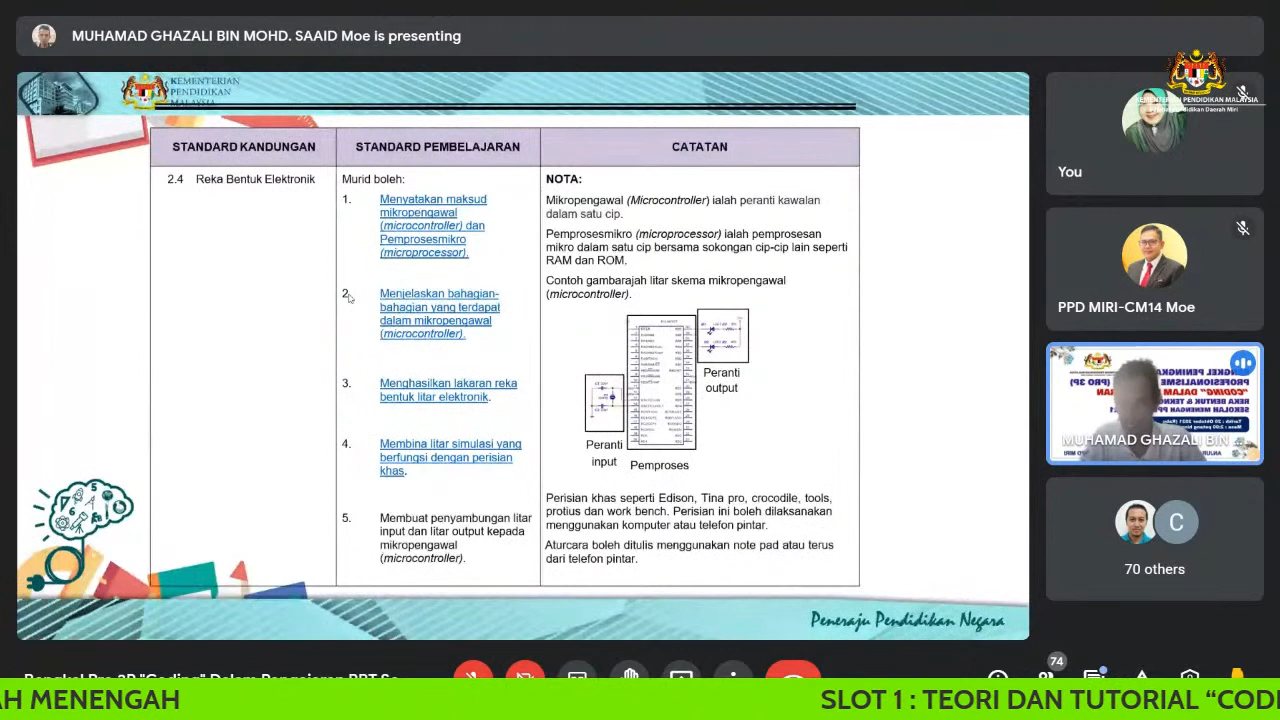 MUHAMAD GHAZALI BIN MOHD. SAAID Moe is presenting
KEMENTERIAN
PENDIDIKAN
MALAYSIA
STANDARD KANDUNGAN
STANDARD PEMBELAJARAN
CATATAN
2.4 Reka Bentuk Elektronik
Murid boleh:
1. Menyatakan maksud
mikropengawal
(microcontroller) dan
Pemprosesmikro
(microprocessor).
2. Menjelaskan bahagian-
bahagian yang terdapat
dalam mikropengawal
(microcontroller).
3. Menghasilkan lakaran reka
bentuk litar elektronik.
4. Membina litar simulasi yang
berfungsi dengan perisian
khas.
5. Membuat penyambungan litar
input dan litar output kepada
mikropengawal
(microcontroller).
NOTA:
Mikropengawal (Microcontroller) ialah peranti kawalan
dalam satu cip.
Pemprosesmikro (microprocessor) ialah pemprosesan
mikro dalam satu cip bersama sokongan cip-cip lain seperti
RAM dan ROM.
Contoh gambarajah litar skema mikropengawal
(microcontroller).
Peranti
output
Peranti
input
Pemproses
Perisian khas seperti Edison, Tina pro, crocodile, tools,
protius dan work bench. Perisian ini boleh dilaksanakan
menggunakan komputer atau telefon pintar.
Aturcara boleh ditulis menggunakan note pad atau terus
dari telefon pintar.
Peneraju Pendidikan Negara
KEMENTERIAN PENDIDIKAN MALAYSIA
Pendidikan Daerah Miri
You
PPD MIRI-CM14 Moe
MUHAMAD GHAZALI BIN
C
70 others
74
AH MENENGAH
SLOT 1 : TEORI DAN TUTORIAL “CODI